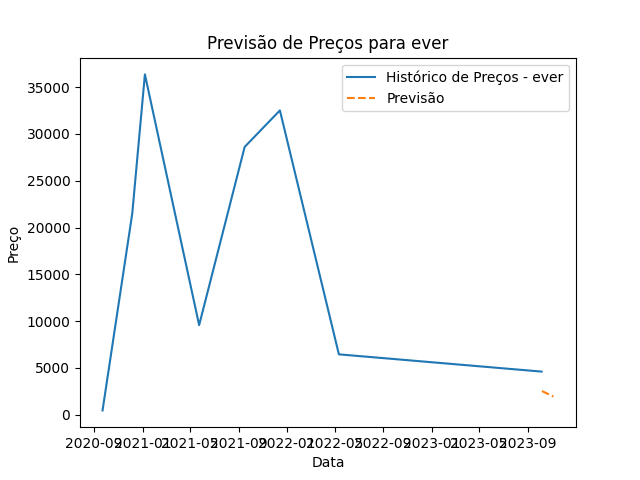 Previsão de Preços para ever
Histórico de Preços - ever
Previsão
35000
30000
25000
20000
15000
10000
5000
0
Preço
2020-09 2021-01 2021-05 2021-09 2022-01 2022-05 2022-09 2023-01 2023-05 2023-09
Data